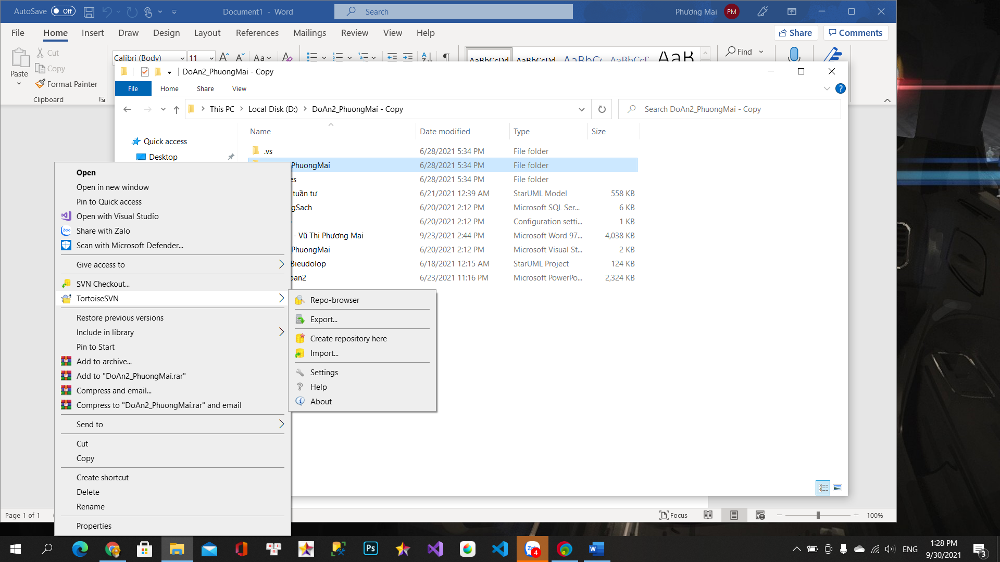 AutoSave Off Document1 - Word Search Phương Mai PM
File Home Insert Draw Design Layout References Mailings Review View Help Share Comments
Cut
Copy
Paste
Format Painter
Clipboard
Calibri (Body) 11 Aa AaBbCcDd AaBbCcDd AaBbCc AaBbCcD AaB Find
DoAn2_PhuongMai - Copy
File Home Share View
This PC Local Disk (D:) DoAn2_PhuongMai - Copy Search DoAn2_PhuongMai - Copy
Name Date modified Type Size
Quick access
Desktop
.vs 6/28/2021 5:34 PM File folder
PhuongMai 6/28/2021 5:34 PM File folder
es 6/28/2021 5:34 PM File folder
tuần tự 6/21/2021 12:39 AM StarUML Model 558 KB
gSach 6/20/2021 2:12 PM Microsoft SQL Ser... 6 KB
6/20/2021 2:12 PM Configuration setti... 1 KB
- Vũ Thị Phương Mai 9/23/2021 2:44 PM Microsoft Word 97... 4,038 KB
PhuongMai 6/20/2021 2:12 PM Microsoft Visual St... 2 KB
Bieudolop 6/18/2021 12:15 AM StarUML Project 124 KB
oan2 6/23/2021 11:16 PM Microsoft PowerPo... 2,324 KB
Open
Open in new window
Pin to Quick access
Open with Visual Studio
Share with Zalo
Scan with Microsoft Defender...
Give access to
SVN Checkout...
TortoiseSVN
Restore previous versions
Include in library
Pin to Start
Add to archive...
Add to "DoAn2_PhuongMai.rar"
Compress and email...
Compress to "DoAn2_PhuongMai.rar" and email
Send to
Cut
Copy
Create shortcut
Delete
Rename
Properties
Repo-browser
Export...
Create repository here
Import...
Settings
Help
About
Page 1 of 1 Focus 100%
Ps 4 ENG
1:28 PM
9/30/2021
3